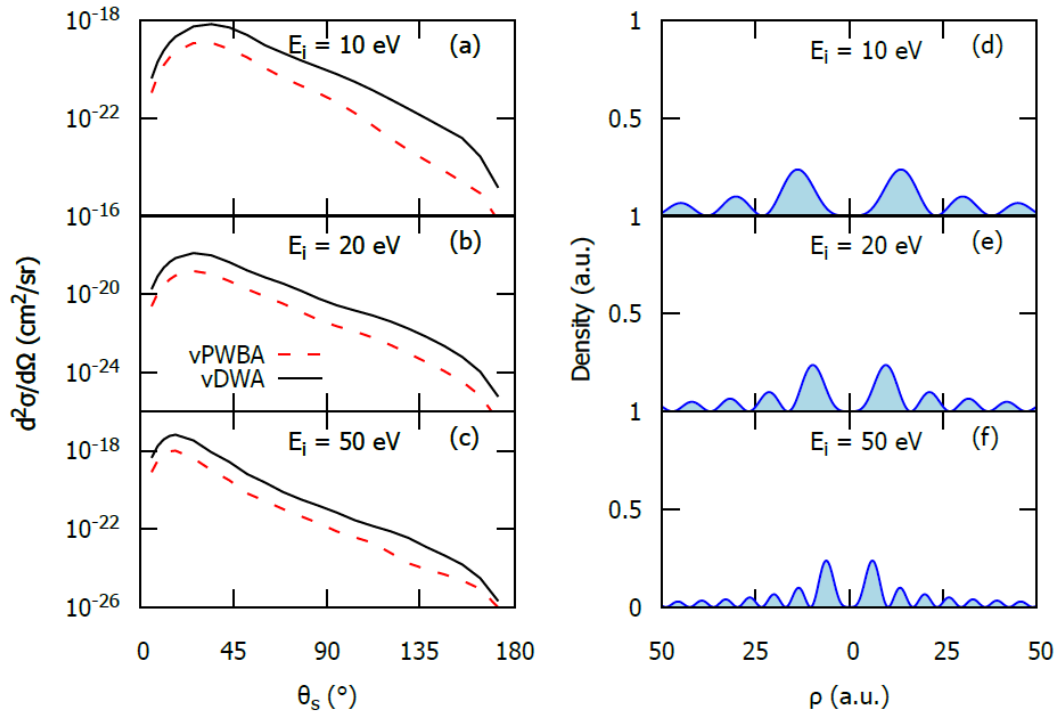 10⁻¹⁸
Eᵢ = 10 eV
(a)
10⁻²²
10⁻¹⁶
Eᵢ = 20 eV
(b)
10⁻²⁰
vPWBA
vDWA
10⁻²⁴
Eᵢ = 50 eV
(c)
10⁻¹⁸
10⁻²²
10⁻²⁶
d²σ/dΩ (cm²/sr)
0 45 90 135 180
θₛ (°)
1
Eᵢ = 10 eV
(d)
0.5
1
Eᵢ = 20 eV
(e)
0.5
1
Eᵢ = 50 eV
(f)
0.5
0
Density (a.u.)
50 25 0 25 50
ρ (a.u.)